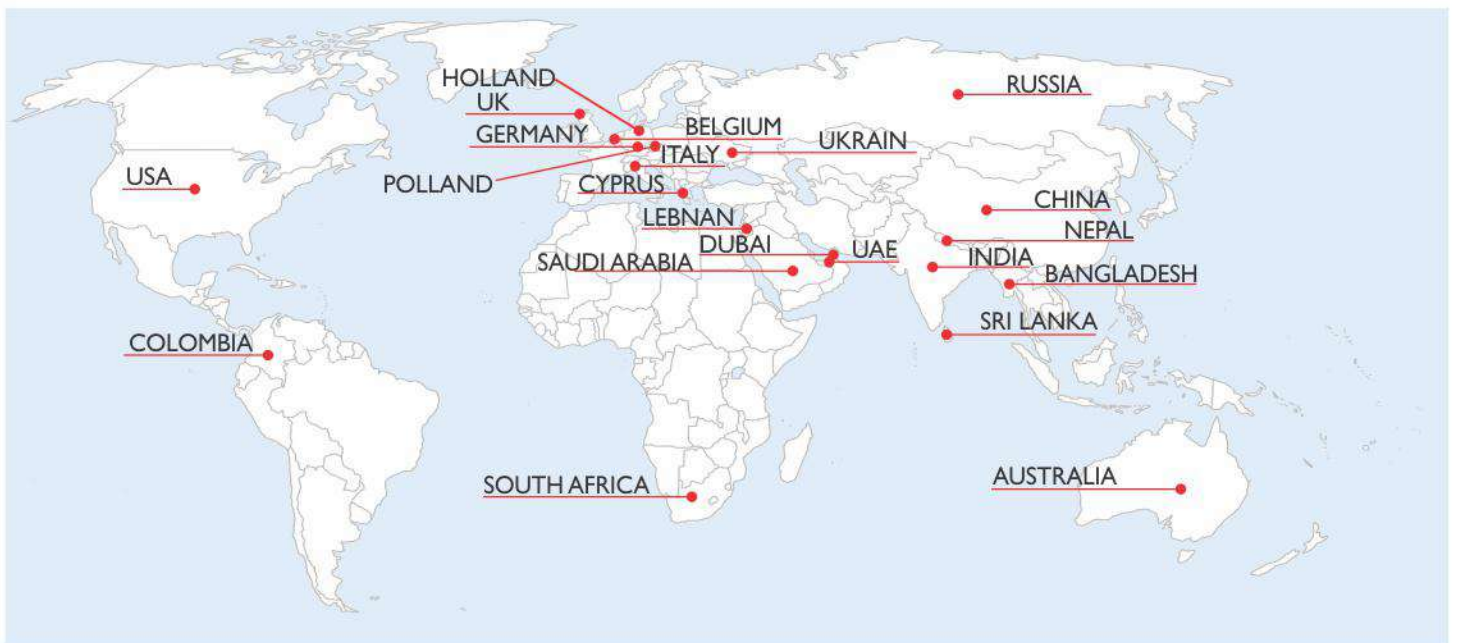 HOLLAND
RUSSIA
UK
GERMANY
BELGIUM
UKRAIN
ITALY
USA
POLLAND
CYPRUS
CHINA
LEBNAN
NEPAL
DUBAI
UAE
SAUDI ARABIA
INDIA
BANGLADESH
SRI LANKA
COLOMBIA
SOUTH AFRICA
AUSTRALIA